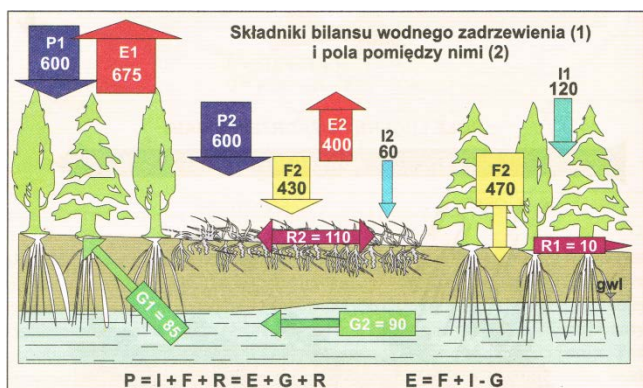 Składniki bilansu wodnego zadrzewienia (1)
i pola pomiędzy nimi (2)
P1
600
E1
675
P2
600
E2
400
F2
430
I2
60
I1
120
F2
470
R2 = 110
R1 = 10
gwl
G1 = 85
G2 = 90
P = I + F + R = E + G + R
E = F + I - G